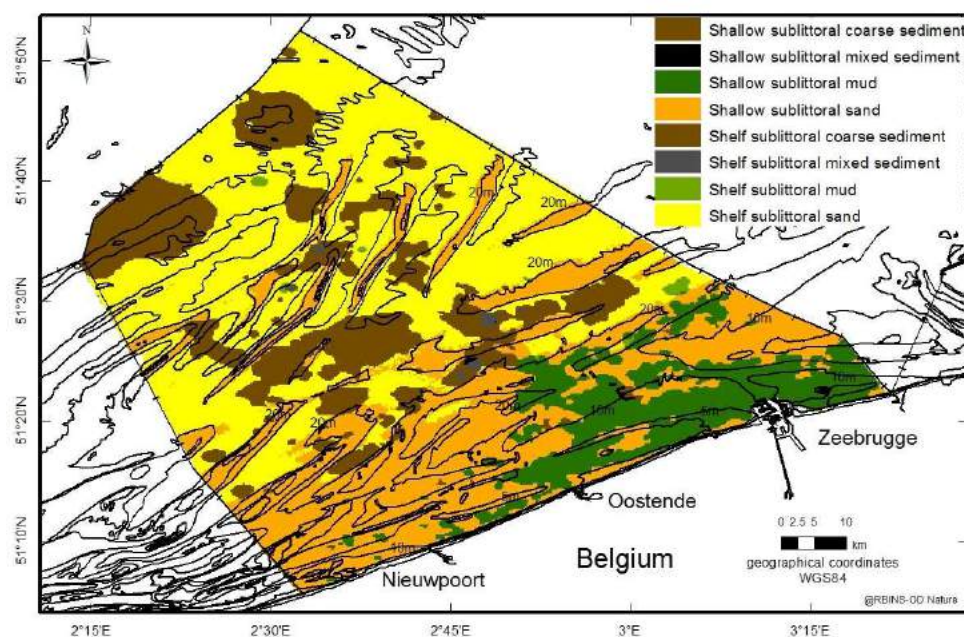 N
Shallow sublittoral coarse sediment
Shallow sublittoral mixed sediment
Shallow sublittoral mud
Shallow sublittoral sand
Shelf sublittoral coarse sediment
Shelf sublittoral mixed sediment
Shelf sublittoral mud
Shelf sublittoral sand
51°50'N
51°40'N
51°30'N
51°20'N
51°10'N
20m
20m
20m
20m
20m
10m
20m
20m
10m
10m
5m
10m
Zeebrugge
Oostende
Nieuwpoort
Belgium
0 2.5 5 10
km
geographical coordinates
WGS84
@RBINS-OD Nature
2°15'E
2°30'E
2°45'E
3°E
3°15'E